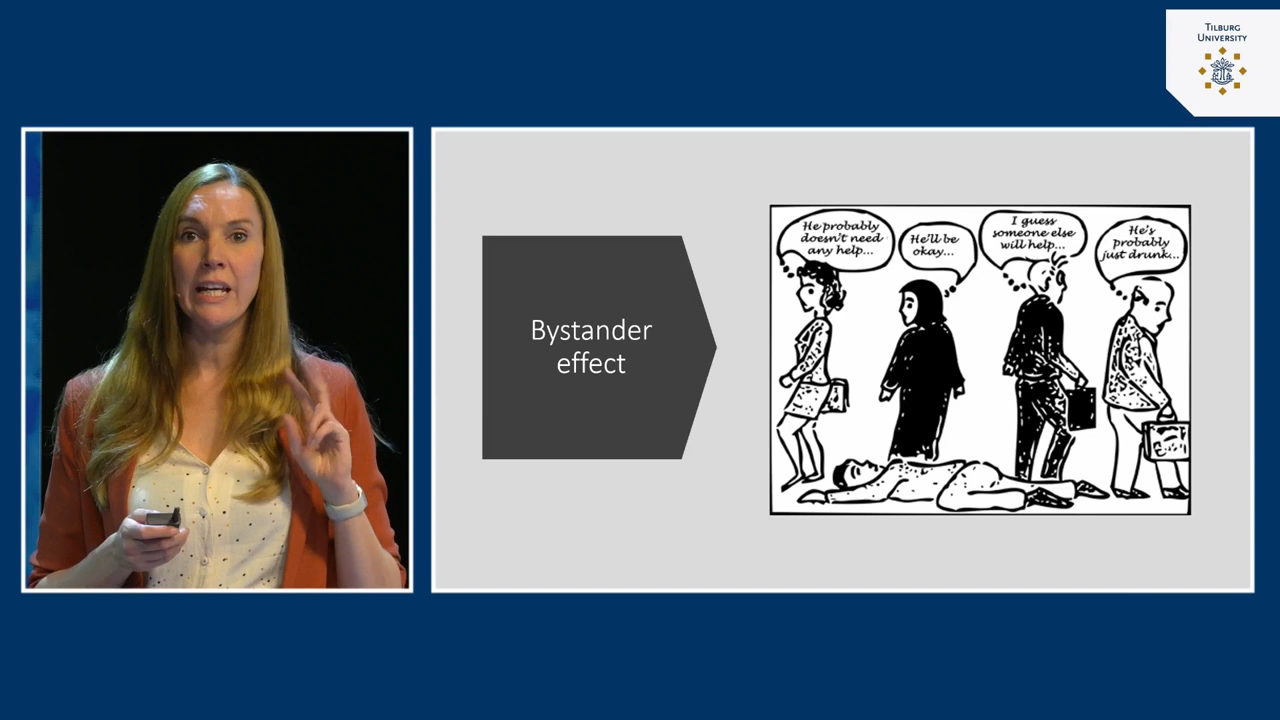 TILBURG
UNIVERSITY
Bystander
effect
He probably
doesn't need
any help...
He'll be
okay...
I guess
someone else
will help...
He's
probably
just drunk...